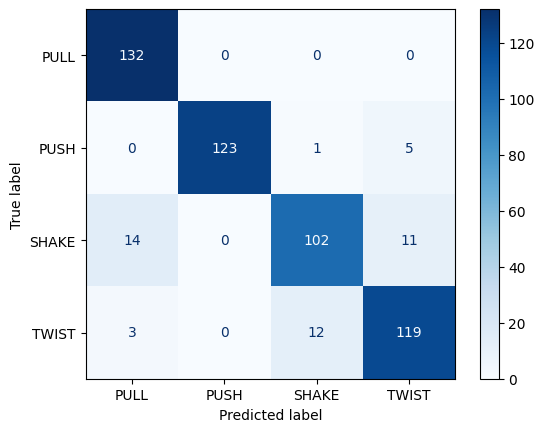 PULL 132 0 0 0 120
PUSH 0 123 1 5 100
80
SHAKE 14 0 102 11 60
40
TWIST 3 0 12 119 20
0
PULL PUSH SHAKE TWIST
Predicted label
True label